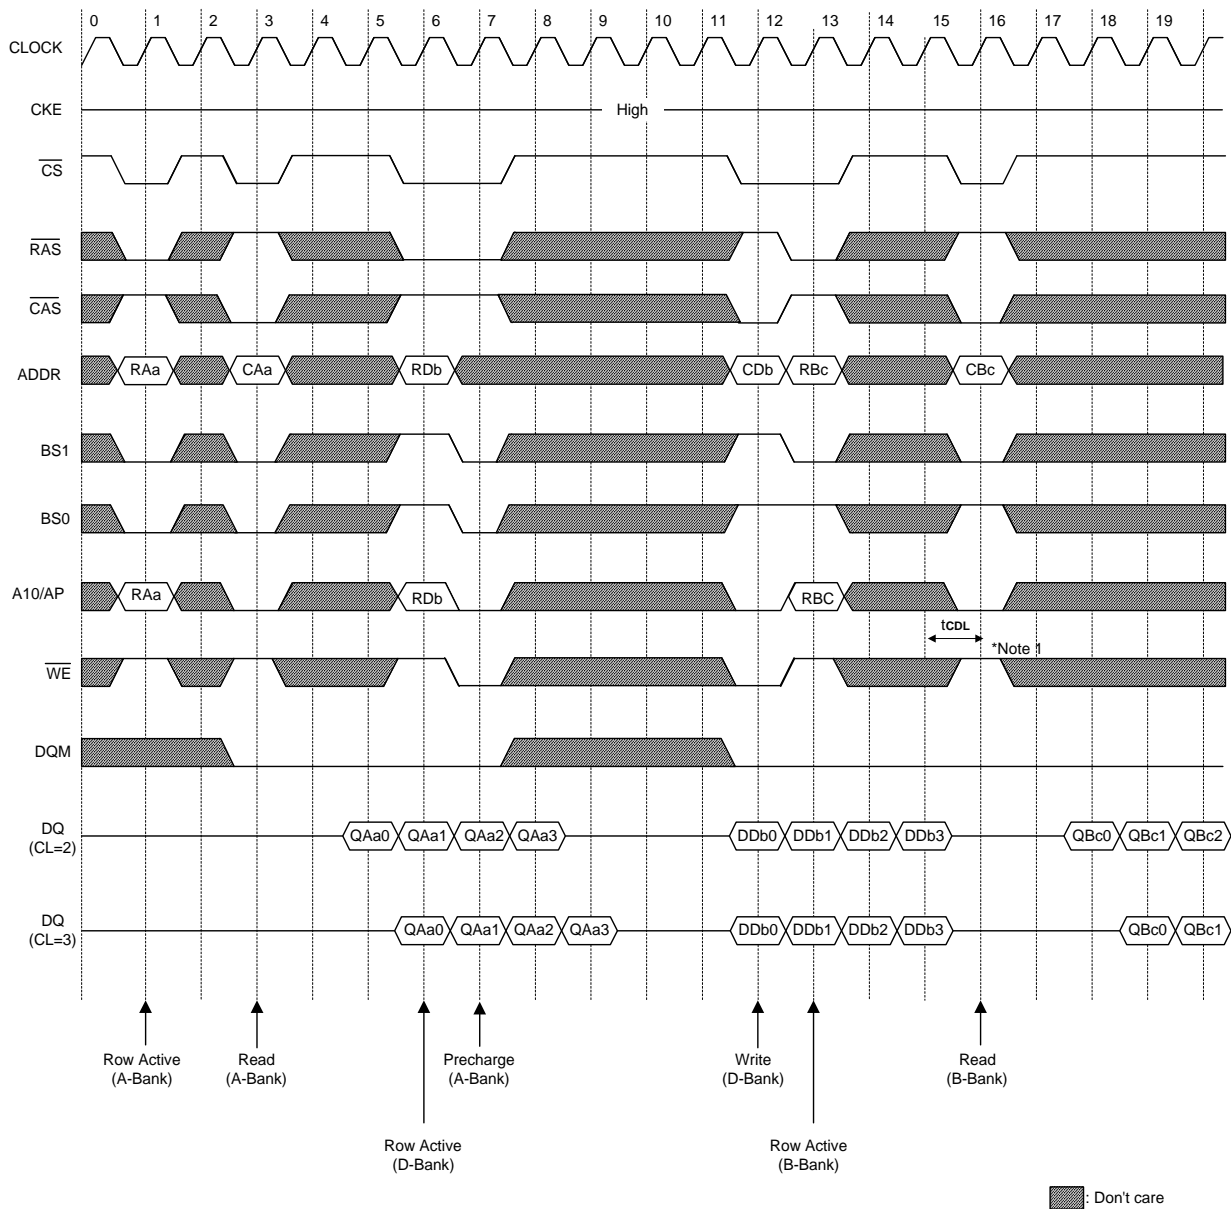 0 1 2 3 4 5 6 7 8 9 10 11 12 13 14 15 16 17 18 19
CLOCK
CKE High
CS
RAS
CAS
ADDR RAa CAa RDb CDb RBc CBc
BS1
BS0
A10/AP RAa RDb RBC
tCDL
*Note 1
WE
DQM
DQ
(CL=2) QAa0 QAa1 QAa2 QAa3 DDb0 DDb1 DDb2 DDb3 QBc0 QBc1 QBc2
DQ
(CL=3) QAa0 QAa1 QAa2 QAa3 DDb0 DDb1 DDb2 DDb3 QBc0 QBc1
Row Active
(A-Bank)
Read
(A-Bank)
Precharge
(A-Bank)
Write
(D-Bank)
Read
(B-Bank)
Row Active
(D-Bank)
Row Active
(B-Bank)
: Don't care